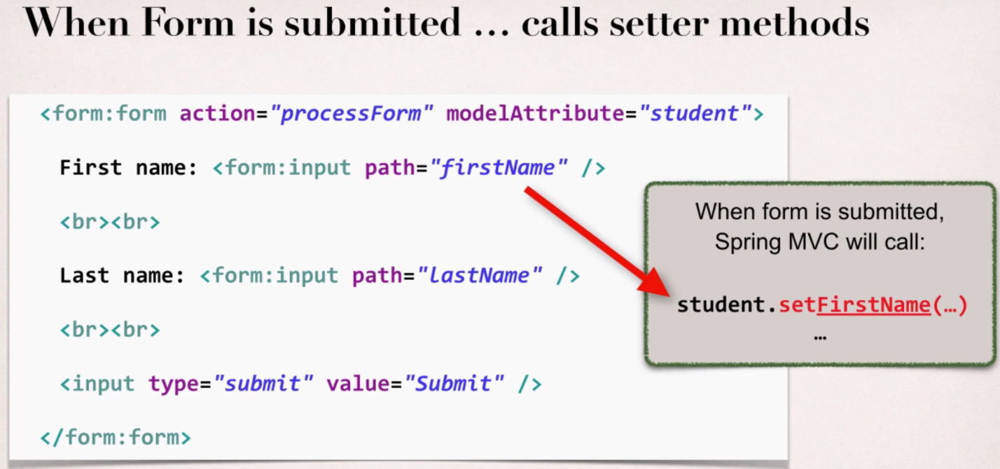 When Form is submitted … calls setter methods
<form:form action="processForm" modelAttribute="student">
First name: <form:input path="firstName" />
<br><br>
Last name: <form:input path="lastName" />
<br><br>
<input type="submit" value="Submit" />
</form:form>
When form is submitted,
Spring MVC will call:
student.setFirstName(…)
…